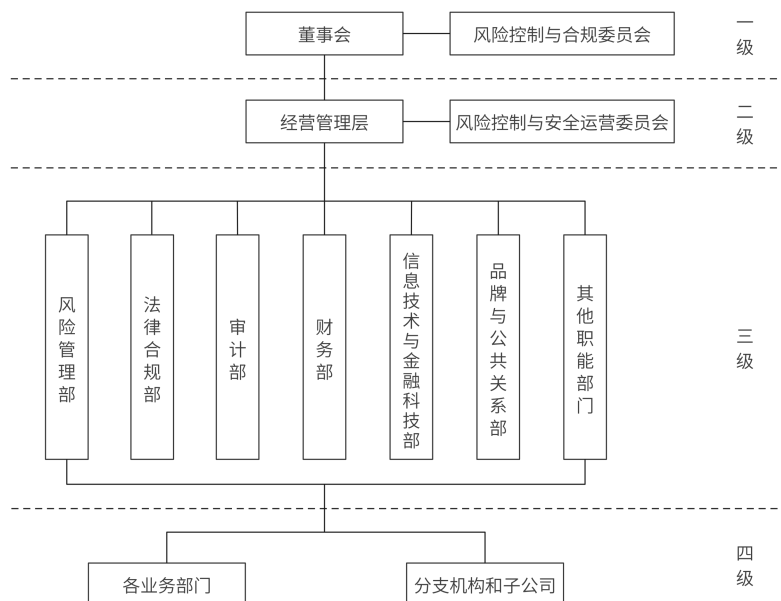 董事会
风险控制与合规委员会
一级
经营管理层
风险控制与安全运营委员会
二级
风险管理部
法律合规部
审计部
财务部
信息技术与金融科技部
品牌与公共关系部
其他职能部门
三级
各业务部门
分支机构和子公司
四级